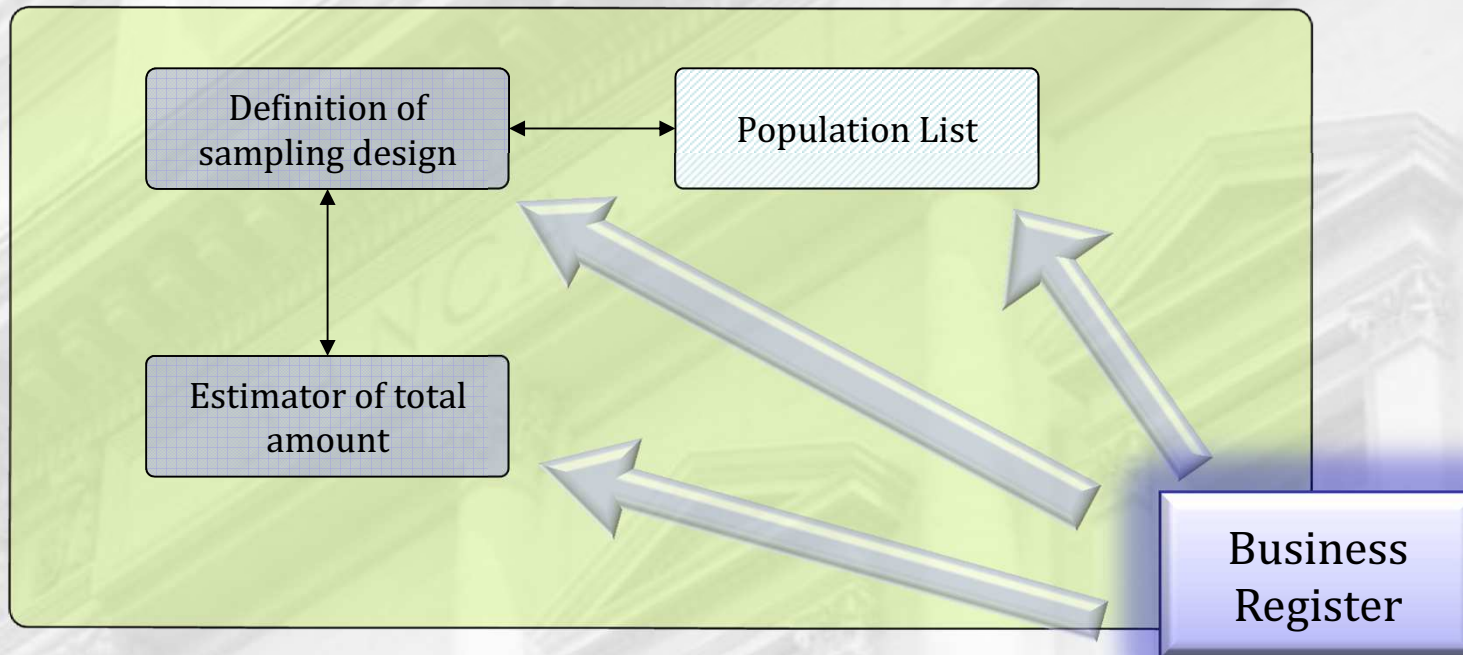 Definition of
sampling design
Population List
Estimator of total
amount
Business
Register